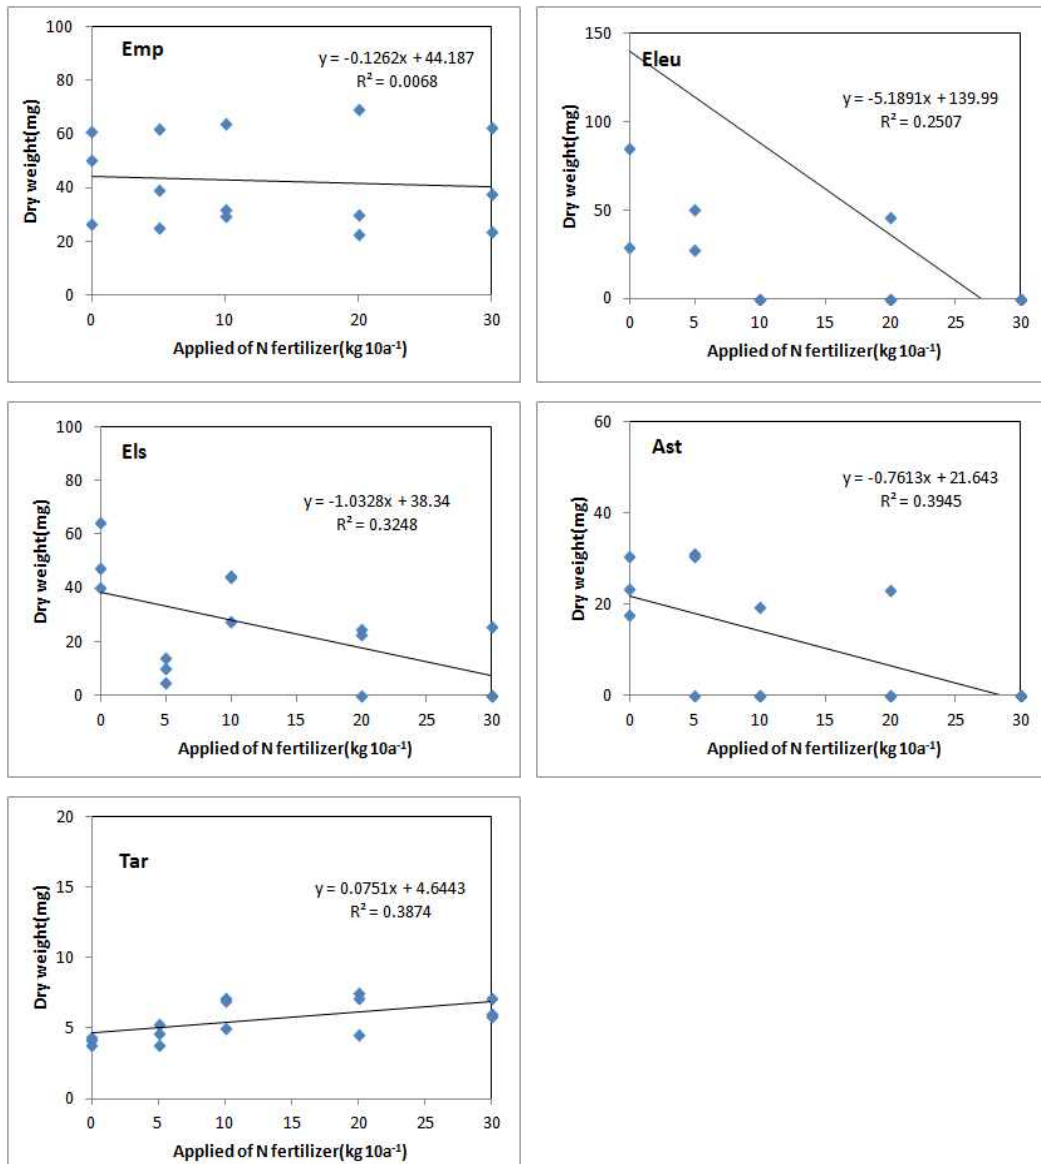 Emp
y = -0.1262x + 44.187
R² = 0.0068
Dry weight(mg)
100
80
60
40
20
0
0 10 20 30
Applied of N fertilizer(kg 10a⁻¹)
Eleu
y = -5.1891x + 139.99
R² = 0.2507
Dry weight(mg)
150
100
50
0
0 5 10 15 20 25 30
Applied of N fertilizer(kg 10a⁻¹)
Els
y = -1.0328x + 38.34
R² = 0.3248
Dry weight(mg)
100
80
60
40
20
0
0 5 10 15 20 25 30
Applied of N fertilizer(kg 10a⁻¹)
Ast
y = -0.7613x + 21.643
R² = 0.3945
Dry weight(mg)
60
40
20
0
0 5 10 15 20 25 30
Applied of N fertilizer(kg 10a⁻¹)
Tar
y = 0.0751x + 4.6443
R² = 0.3874
Dry weight(mg)
20
15
10
5
0
0 5 10 15 20 25 30
Applied of N fertilizer(kg 10a⁻¹)